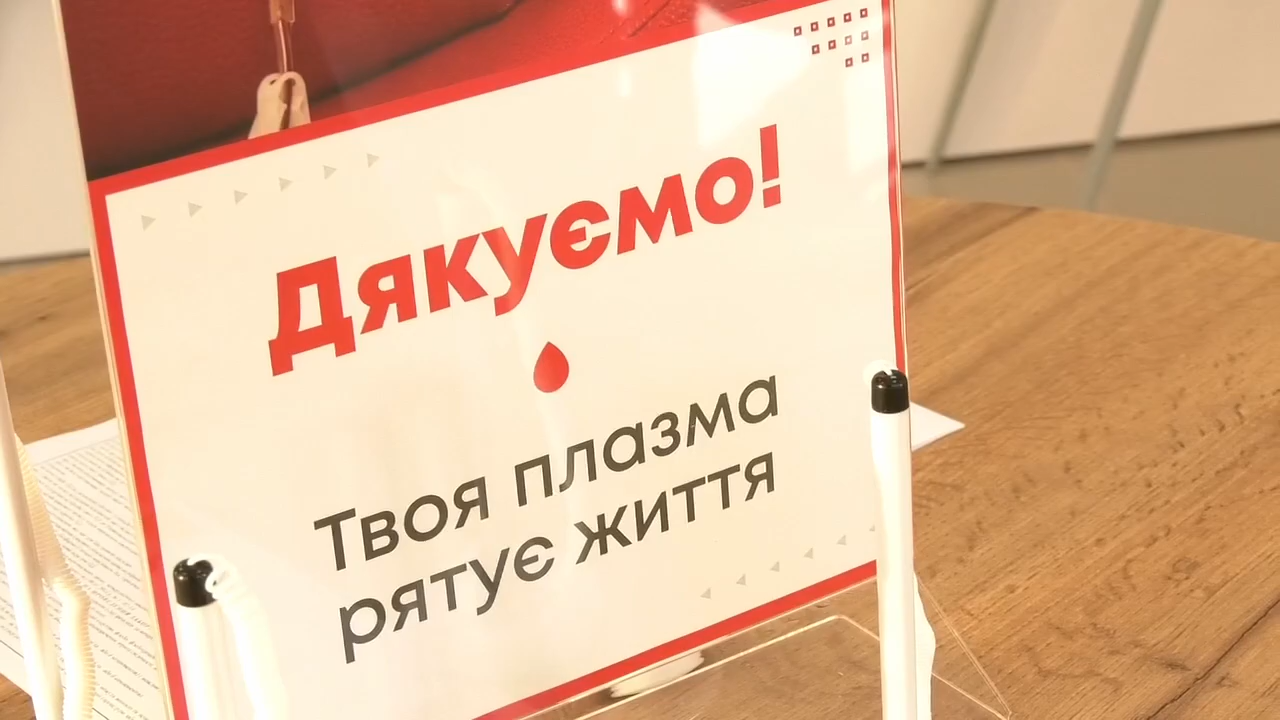 Дякуємо!
Твоя плазма
рятує життя